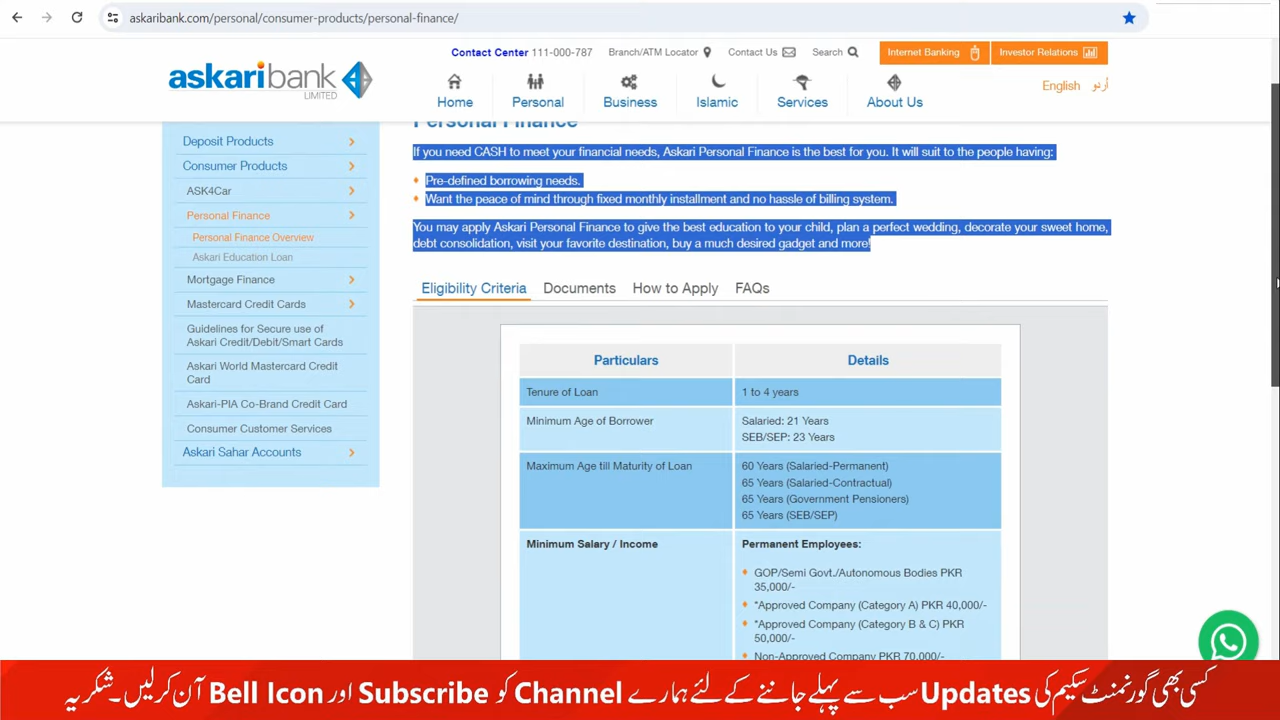 askaribank.com/personal/consumer-products/personal-finance/
Contact Center 111-000-787 Branch/ATM Locator Contact Us Search Internet Banking Investor Relations
askaribank
LIMITED
Home Personal Business Islamic Services About Us
English اُردو
Deposit Products
Consumer Products
ASK4Car
Personal Finance
Personal Finance Overview
Askari Education Loan
Mortgage Finance
Mastercard Credit Cards
Guidelines for Secure use of
Askari Credit/Debit/Smart Cards
Askari World Mastercard Credit
Card
Askari-PIA Co-Brand Credit Card
Consumer Customer Services
Askari Sahar Accounts
Personal Finance
If you need CASH to meet your financial needs, Askari Personal Finance is the best for you. It will suit to the people having:
Pre-defined borrowing needs.
Want the peace of mind through fixed monthly installment and no hassle of billing system.
You may apply Askari Personal Finance to give the best education to your child, plan a perfect wedding, decorate your sweet home,
debt consolidation, visit your favorite destination, buy a much desired gadget and more!
Eligibility Criteria Documents How to Apply FAQs
Particulars Details
Tenure of Loan 1 to 4 years
Minimum Age of Borrower Salaried: 21 Years
SEB/SEP: 23 Years
Maximum Age till Maturity of Loan 60 Years (Salaried-Permanent)
65 Years (Salaried-Contractual)
65 Years (Government Pensioners)
65 Years (SEB/SEP)
Minimum Salary / Income Permanent Employees:
GOP/Semi Govt./Autonomous Bodies PKR
35,000/-
*Approved Company (Category A) PKR 40,000/-
*Approved Company (Category B & C) PKR
50,000/-
Non-Approved Company PKR 70,000/-
کسی بھی گورنمنٹ سکیم کی Updates سب سے پہلے جاننے کے لئے ہمارے Channel کو Subscribe اور Bell Icon آن کرلیں۔ شکریہ